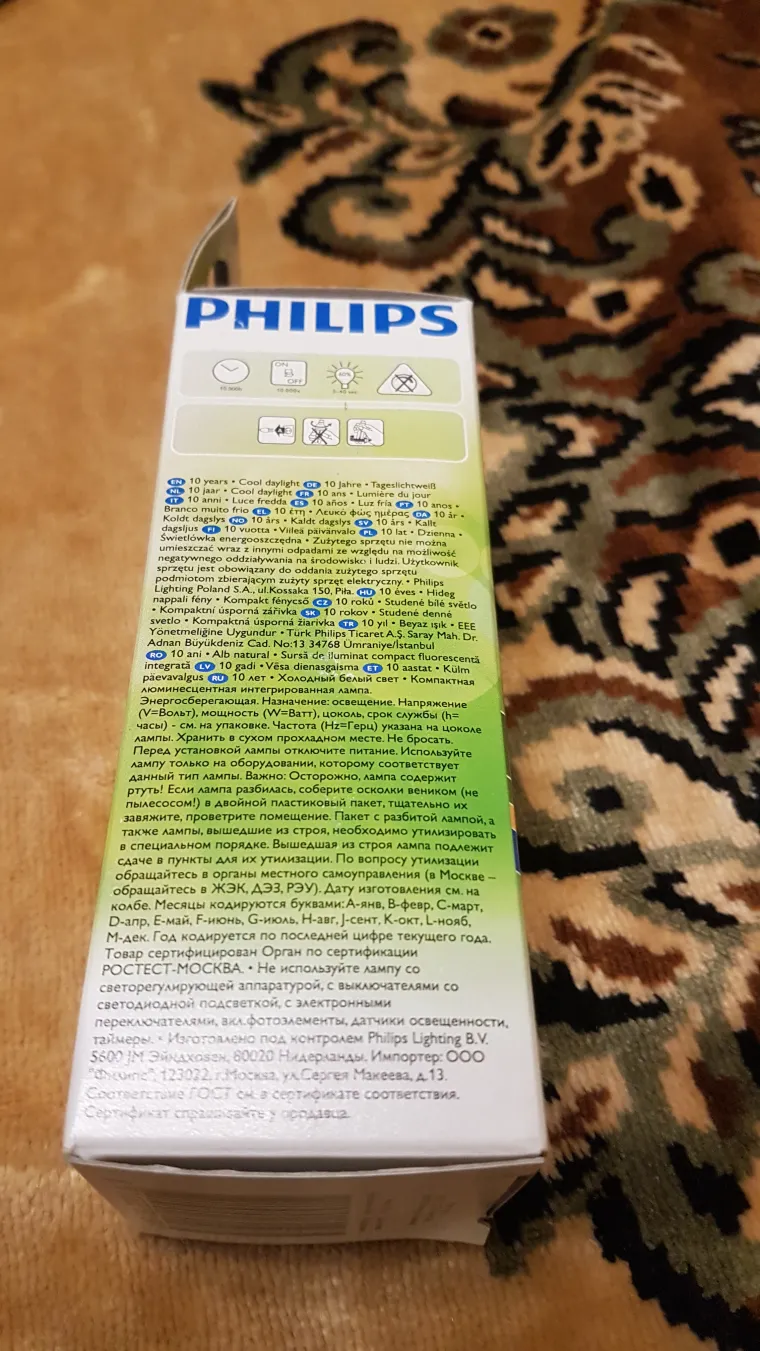 PHILIPS
ON
OFF
60%
EN 10 years • Cool daylight DE 10 Jahre • Tageslichtweiß
NL 10 jaar • Cool daylight FR 10 ans • Lumière du jour
IT 10 anni • Luce fredda ES 10 años • Luz fría PT 10 anos •
Branco muito frio EL 10 έτη • Λευκό φώς ημέρας DA 10 år •
Koldt dagslys NO 10 års • Kaldt dagslys SV 10 års • Kallt
dagsljus FI 10 vuotta • Viileä päivänvalo PL 10 lat • Dzienna •
Świetlówka energooszczędna • Zużytego sprzętu nie można
umieszczać wraz z innymi odpadami ze względu na możliwość
negatywnego oddziaływania na środowisko i ludzi. Użytkownik
sprzętu jest obowiązany do oddania zużytego sprzętu
podmiotom zbierającym zużyty sprzęt elektryczny. • Philips
Lighting Poland S.A., ul.Kossaka 150, Piła. HU 10 éves • Hideg
nappali fény • Kompakt fénycső CZ 10 roků • Studené bílé světlo
• Kompaktní úsporná zářivka SK 10 rokov • Studené denné
svetlo • Kompaktná úsporná žiarivka TR 10 yıl • Beyaz ışık • EEE
Yönetmeliğine Uygundur • Türk Philips Ticaret A.Ş. Saray Mah. Dr.
Adnan Büyükdeniz Cad. No:13 34768 Ümraniye/İstanbul
RO 10 ani • Alb natural • Sursă de iluminat compact fluorescentă
integrată LV 10 gadi • Vēsa dienasgaisma ET 10 aastat • Külm
päevavalgus RU 10 лет • Холодный белый свет • Компактная
люминесцентная интегрированная лампа.
Энергосберегающая. Назначение: освещение. Напряжение
(V=Вольт), мощность (W=Ватт), цоколь, срок службы (h=
часы) - см. на упаковке. Частота (Hz=Герц) указана на цоколе
лампы. Хранить в сухом прохладном месте. Не бросать.
Перед установкой лампы отключите питание. Используйте
лампу только на оборудовании, которому соответствует
данный тип лампы. Важно: Осторожно, лампа содержит
ртуть! Если лампа разбилась, соберите осколки веником (не
пылесосом!) в двойной пластиковый пакет, тщательно их
завяжите, проветрите помещение. Пакет с разбитой лампой, а
также лампы, вышедшие из строя, необходимо утилизировать
в специальном порядке. Вышедшая из строя лампа подлежит
сдаче в пункты для их утилизации. По вопросу утилизации
обращайтесь в органы местного самоуправления (в Москве –
обращайтесь в ЖЭК, ДЭЗ, РЭУ). Дату изготовления см. на
колбе. Месяцы кодируются буквами: А-янв, В-февр, С-март,
D-апр, Е-май, F-июнь, G-июль, H-авг, J-сент, К-окт, L-нояб,
М-дек. Год кодируется по последней цифре текущего года.
Товар сертифицирован Орган по сертификации
РОСТЕСТ-МОСКВА. • Не используйте лампу со
светорегулирующей аппаратурой, с выключателями со
светодиодной подсветкой, с электронными
переключателями, вкл.фотоэлементы, датчики освещенности,
таймеры. • Изготовлено под контролем Philips Lighting B.V.
5600 JM Эйндховен, 80020 Нидерланды. Импортер: ООО
"Филипс", 123022, г.Москва, ул.Сергея Макеева, д.13.
Соответствие ГОСТ см. в сертификате соответствия.
Сертификат спрашивайте у продавца.